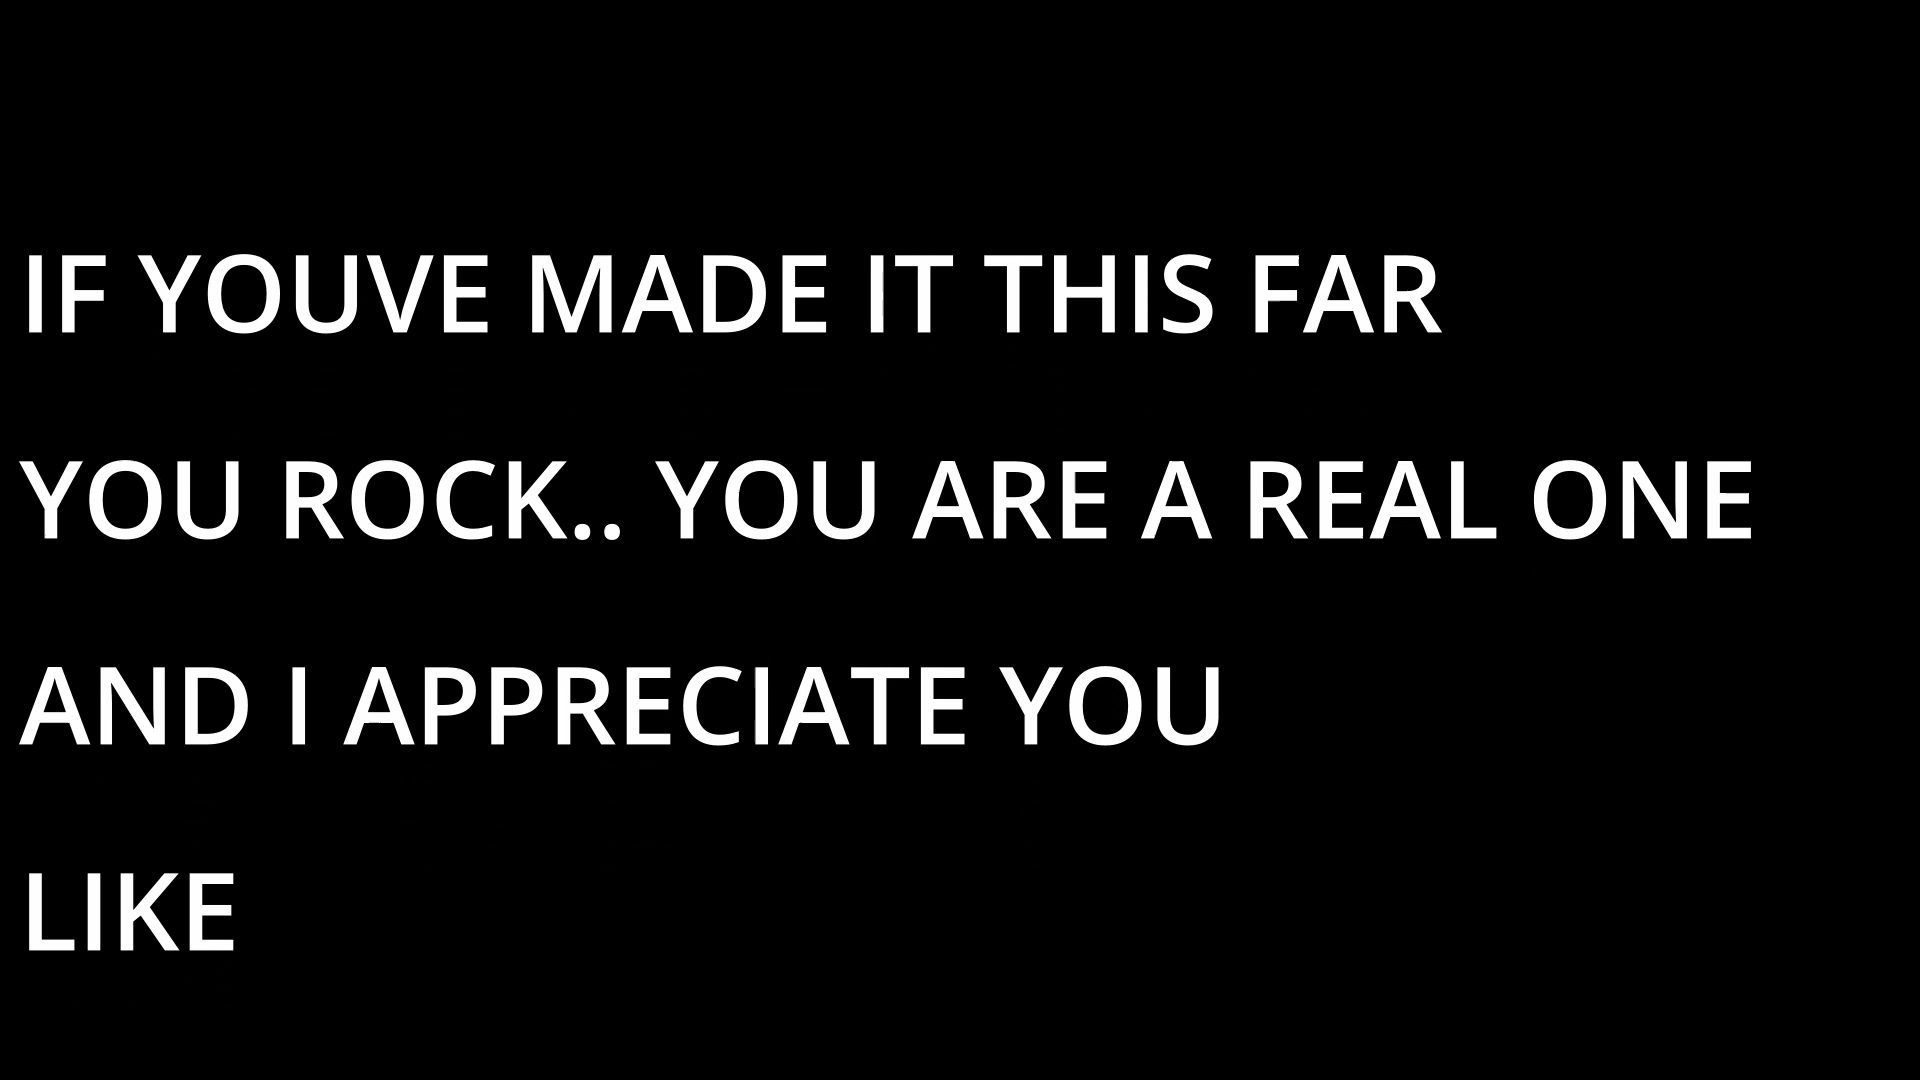 IF YOUVE MADE IT THIS FAR
YOU ROCK.. YOU ARE A REAL ONE
AND I APPRECIATE YOU
LIKE